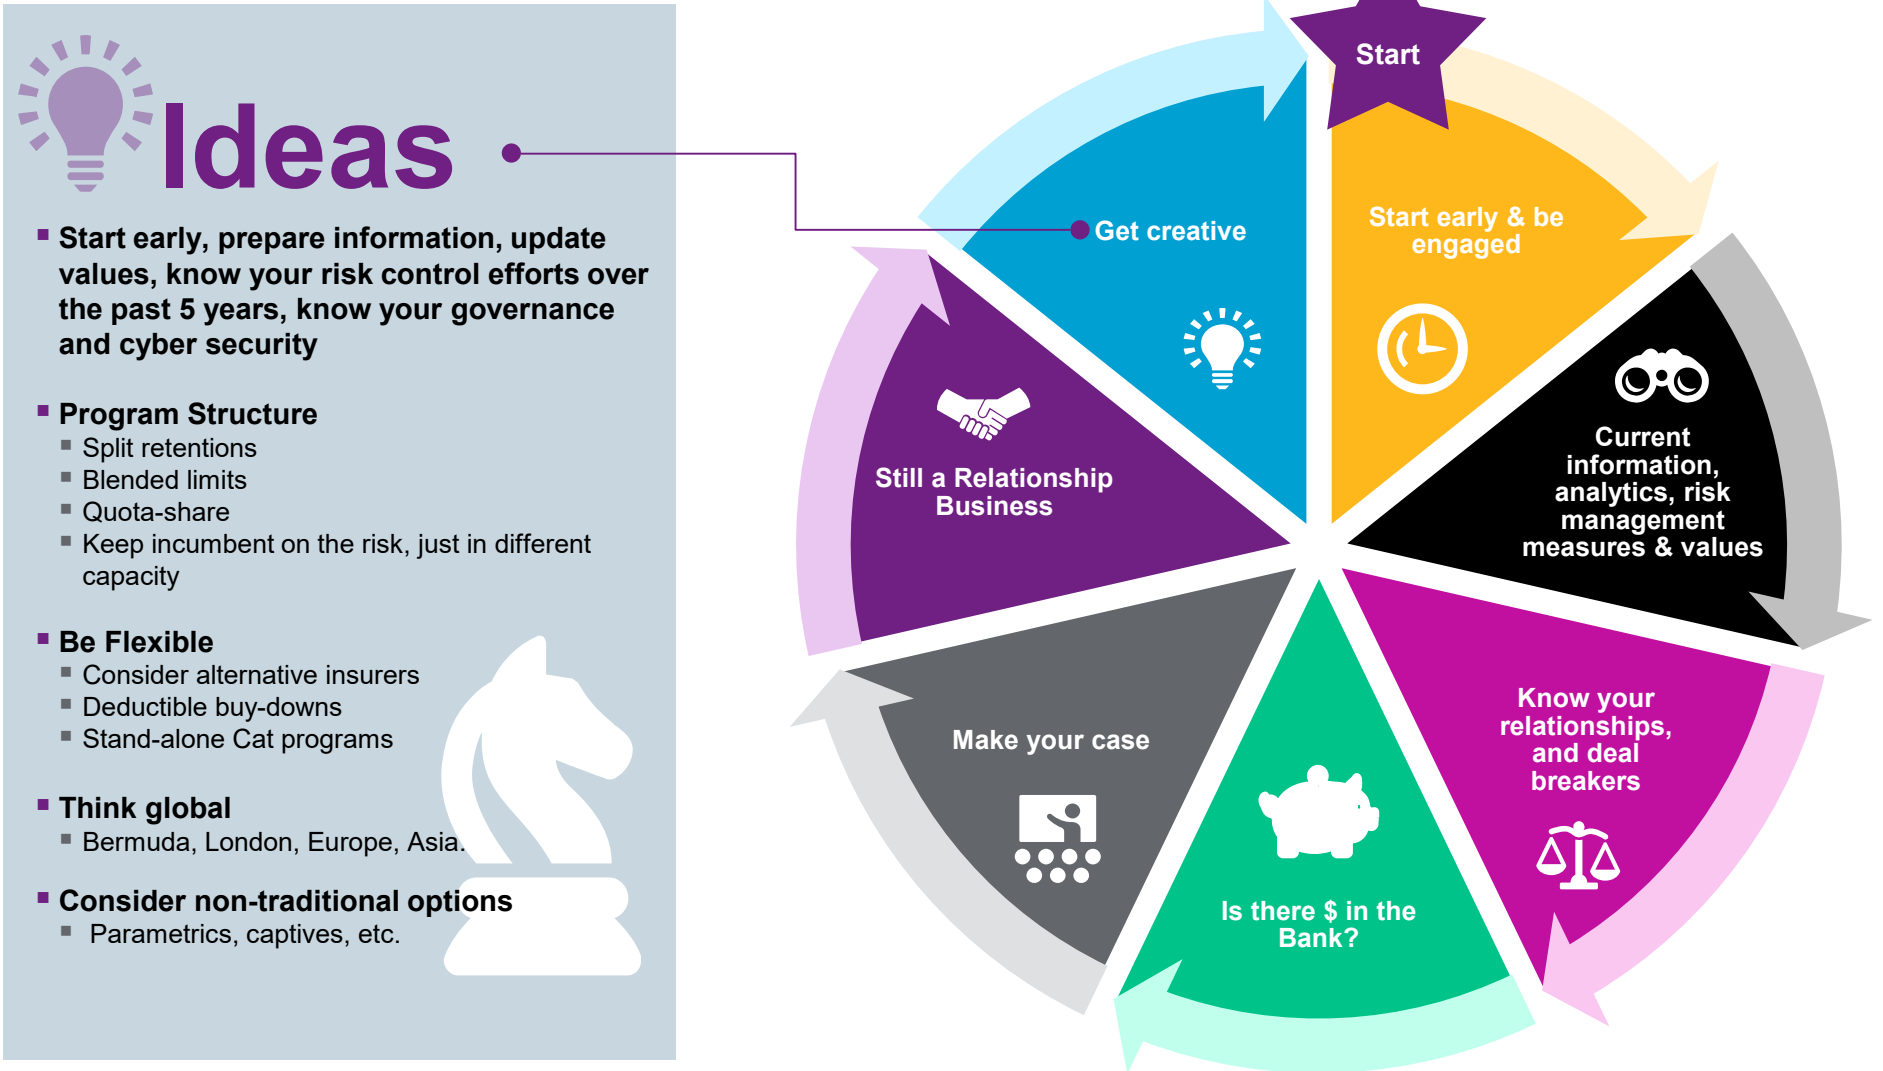 Ideas
Start early, prepare information, update
values, know your risk control efforts over
the past 5 years, know your governance
and cyber security
Program Structure
Split retentions
Blended limits
Quota-share
Keep incumbent on the risk, just in different
capacity
Be Flexible
Consider alternative insurers
Deductible buy-downs
Stand-alone Cat programs
Think global
Bermuda, London, Europe, Asia.
Consider non-traditional options
Parametrics, captives, etc.
Start
Start early & be
engaged
Current
information,
analytics, risk
management
measures & values
Know your
relationships,
and deal
breakers
Is there $ in the
Bank?
Make your case
Still a Relationship
Business
Get creative